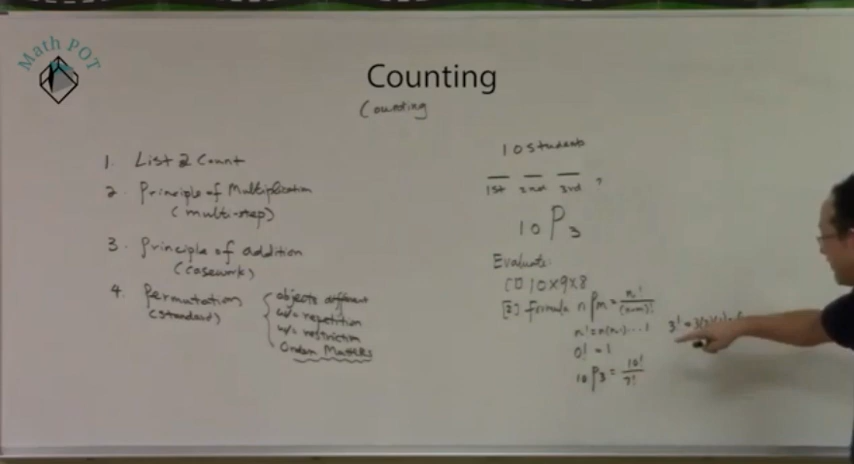 Math POT
Counting
Counting
1. List & Count
2. Principle of Multiplication
(multi-step)
3. Principle of addition
(casework)
4. Permutation
(standard)
objects different
w/o repetition
w/o restriction
Order Matters
10 students
1st 2nd 3rd ?
10P3
Evaluate:
[1] 10×9×8
[2] Formula nPm = n!/(n-m)!
n! = n(n-1)...1
3! =
0! = 1
10P3 = 10!/7!